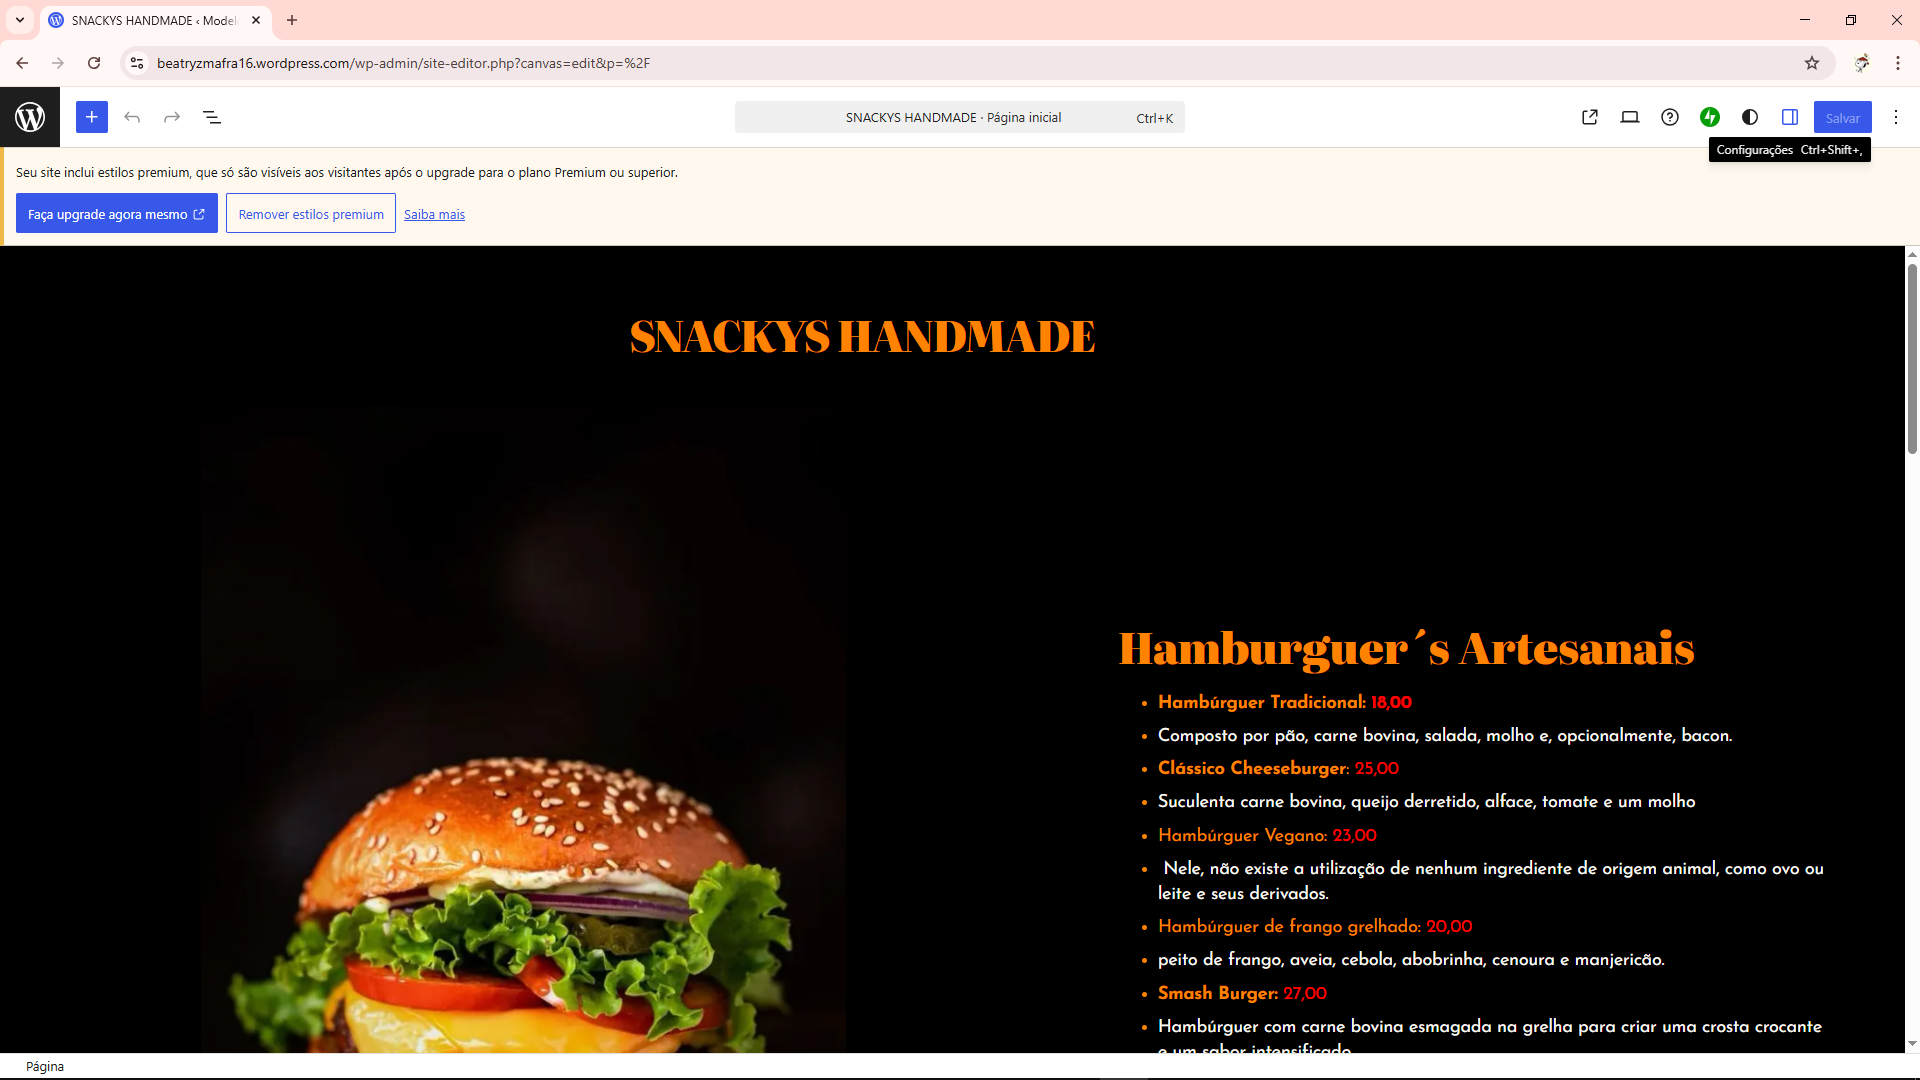 SNACKYS HANDMADE ‹ Model
beatryzmafra16.wordpress.com/wp-admin/site-editor.php?canvas=edit&p=%2F
SNACKYS HANDMADE · Página inicial Ctrl+K
Salvar
Configurações Ctrl+Shift+,
Seu site inclui estilos premium, que só são visíveis aos visitantes após o upgrade para o plano Premium ou superior.
Faça upgrade agora mesmo Remover estilos premium Saiba mais
SNACKYS HANDMADE
Hamburguer´s Artesanais
• Hambúrguer Tradicional: 18,00
• Composto por pão, carne bovina, salada, molho e, opcionalmente, bacon.
• Clássico Cheeseburger: 25,00
• Suculenta carne bovina, queijo derretido, alface, tomate e um molho
• Hambúrguer Vegano: 23,00
• Nele, não existe a utilização de nenhum ingrediente de origem animal, como ovo ou
leite e seus derivados.
• Hambúrguer de frango grelhado: 20,00
• peito de frango, aveia, cebola, abobrinha, cenoura e manjericão.
• Smash Burger: 27,00
• Hambúrguer com carne bovina esmagada na grelha para criar uma crosta crocante
e um sabor intensificado
Página